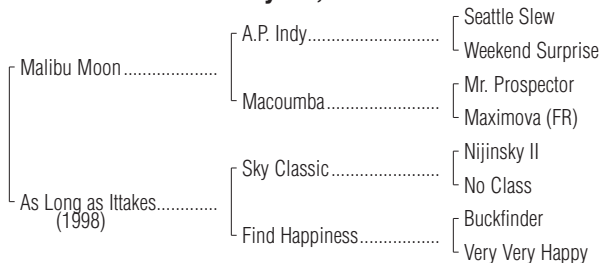 Seattle Slew
A.P. Indy
Weekend Surprise
Malibu Moon
Mr. Prospector
Macoumba
Maximova (FR)
Nijinsky II
Sky Classic
No Class
As Long as Ittakes
(1998)
Buckfinder
Find Happiness
Very Very Happy